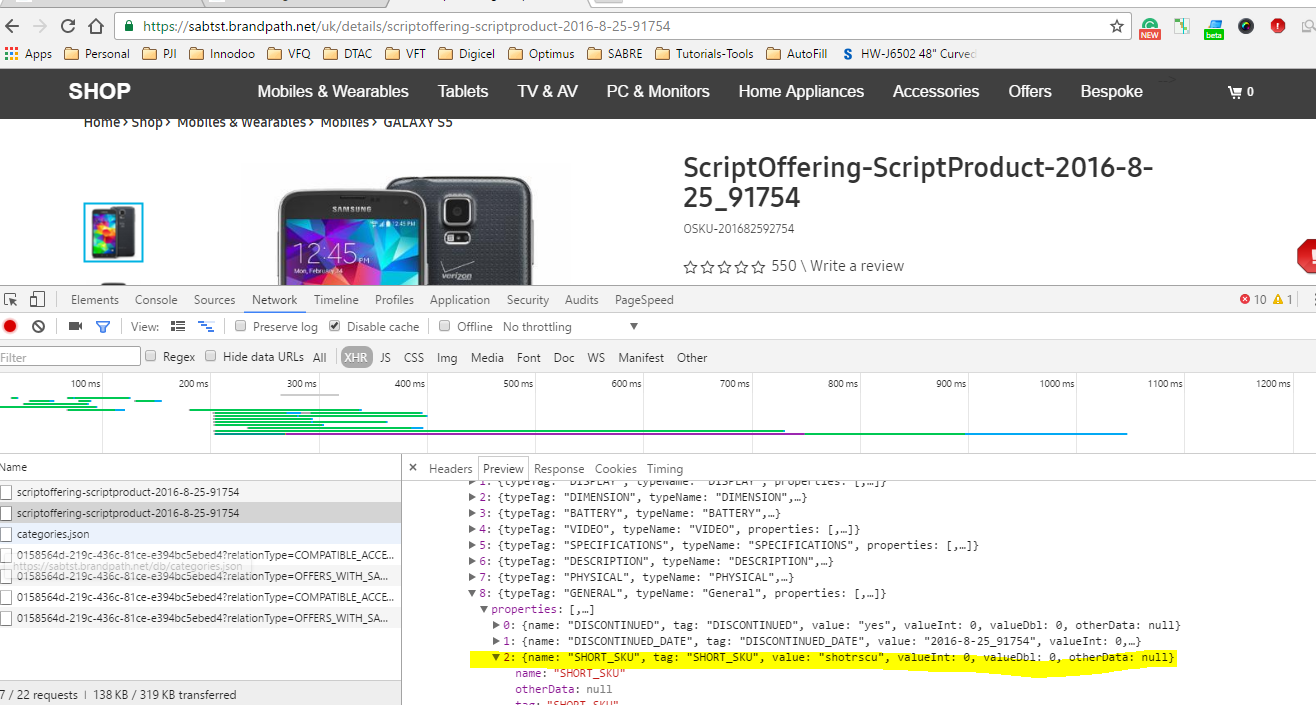 https://sabtst.brandpath.net/uk/details/scriptoffering-scriptproduct-2016-8-25-91754
NEW
beta
Apps Personal PJI Innodoo VFQ DTAC VFT Digicel Optimus SABRE Tutorials-Tools AutoFill S HW-J6502 48" Curved
SHOP Mobiles & Wearables Tablets TV & AV PC & Monitors Home Appliances Accessories Offers Bespoke --> 0
Home › Shop › Mobiles & Wearables › Mobiles › GALAXY S5
ScriptOffering-ScriptProduct-2016-8-
25_91754
OSKU-201682592754
550 \ Write a review
SAMSUNG
12:45 PM
12:45 PM
Monday, February 14
verizon
Elements Console Sources Network Timeline Profiles Application Security Audits PageSpeed 10 1
View: Preserve log Disable cache Offline No throttling
Filter Regex Hide data URLs All XHR JS CSS Img Media Font Doc WS Manifest Other
100 ms 200 ms 300 ms 400 ms 500 ms 600 ms 700 ms 800 ms 900 ms 1000 ms 1100 ms 1200 ms
Name
scriptoffering-scriptproduct-2016-8-25-91754
scriptoffering-scriptproduct-2016-8-25-91754
categories.json
0158564d-219c-436c-81ce-e394bc5ebed4?relationType=COMPATIBLE_ACCE...
https://sabtst.brandpath.net/db/categories.json
0158564d-219c-436c-81ce-e394bc5ebed4?relationType=OFFERS_WITH_SA...
0158564d-219c-436c-81ce-e394bc5ebed4?relationType=COMPATIBLE_ACCE...
0158564d-219c-436c-81ce-e394bc5ebed4?relationType=OFFERS_WITH_SA...
7 / 22 requests | 138 KB / 319 KB transferred
× Headers Preview Response Cookies Timing
1: {typeTag: "DISPLAY", typeName: "DISPLAY", properties: [,…]}
2: {typeTag: "DIMENSION", typeName: "DIMENSION",…}
3: {typeTag: "BATTERY", typeName: "BATTERY",…}
4: {typeTag: "VIDEO", typeName: "VIDEO", properties: [,…]}
5: {typeTag: "SPECIFICATIONS", typeName: "SPECIFICATIONS", properties: [,…]}
6: {typeTag: "DESCRIPTION", typeName: "DESCRIPTION",…}
7: {typeTag: "PHYSICAL", typeName: "PHYSICAL",…}
8: {typeTag: "GENERAL", typeName: "General", properties: [,…]}
properties: [,…]
0: {name: "DISCONTINUED", tag: "DISCONTINUED", value: "yes", valueInt: 0, valueDbl: 0, otherData: null}
1: {name: "DISCONTINUED_DATE", tag: "DISCONTINUED_DATE", value: "2016-8-25_91754", valueInt: 0,…}
2: {name: "SHORT_SKU", tag: "SHORT_SKU", value: "shotrscu", valueInt: 0, valueDbl: 0, otherData: null}
name: "SHORT_SKU"
otherData: null
tag: "SHORT_SKU"